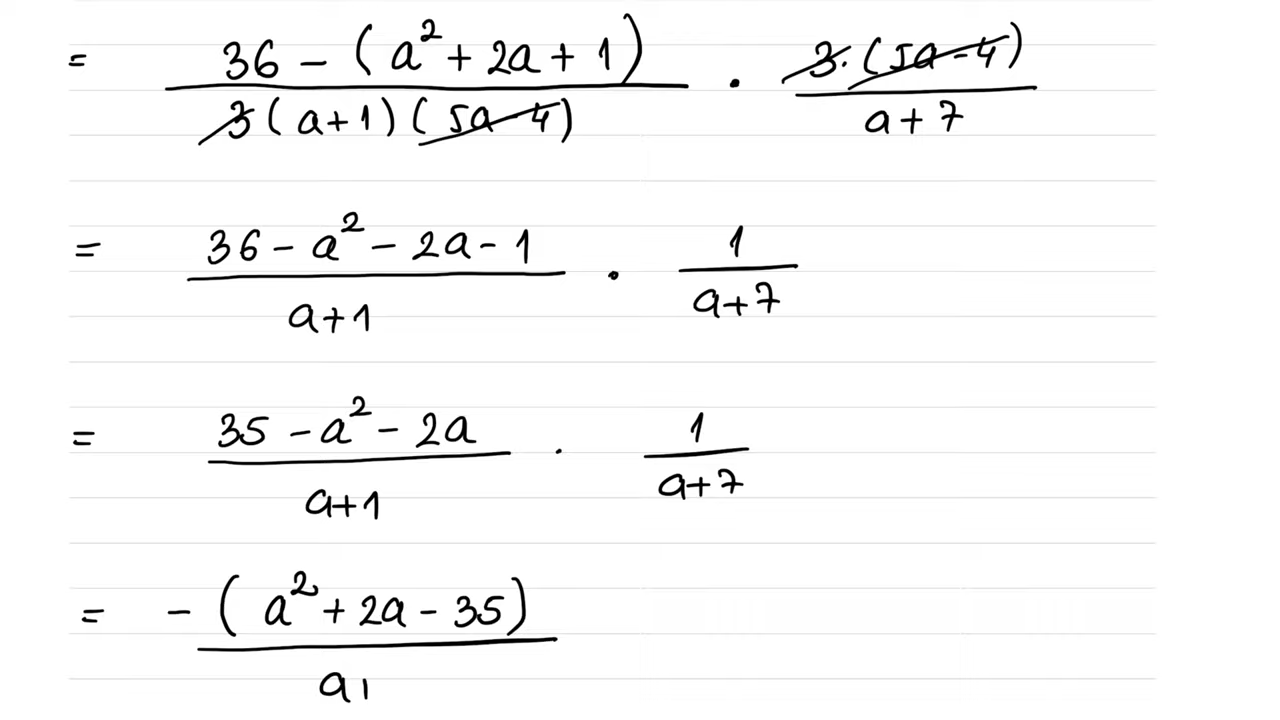 = 36 - (a² + 2a + 1) / 3(a+1)(5a-4) · 3·(5a-4) / a+7
= 36 - a² - 2a - 1 / a+1 · 1 / a+7
= 35 - a² - 2a / a+1 · 1 / a+7
= -(a² + 2a - 35) / a